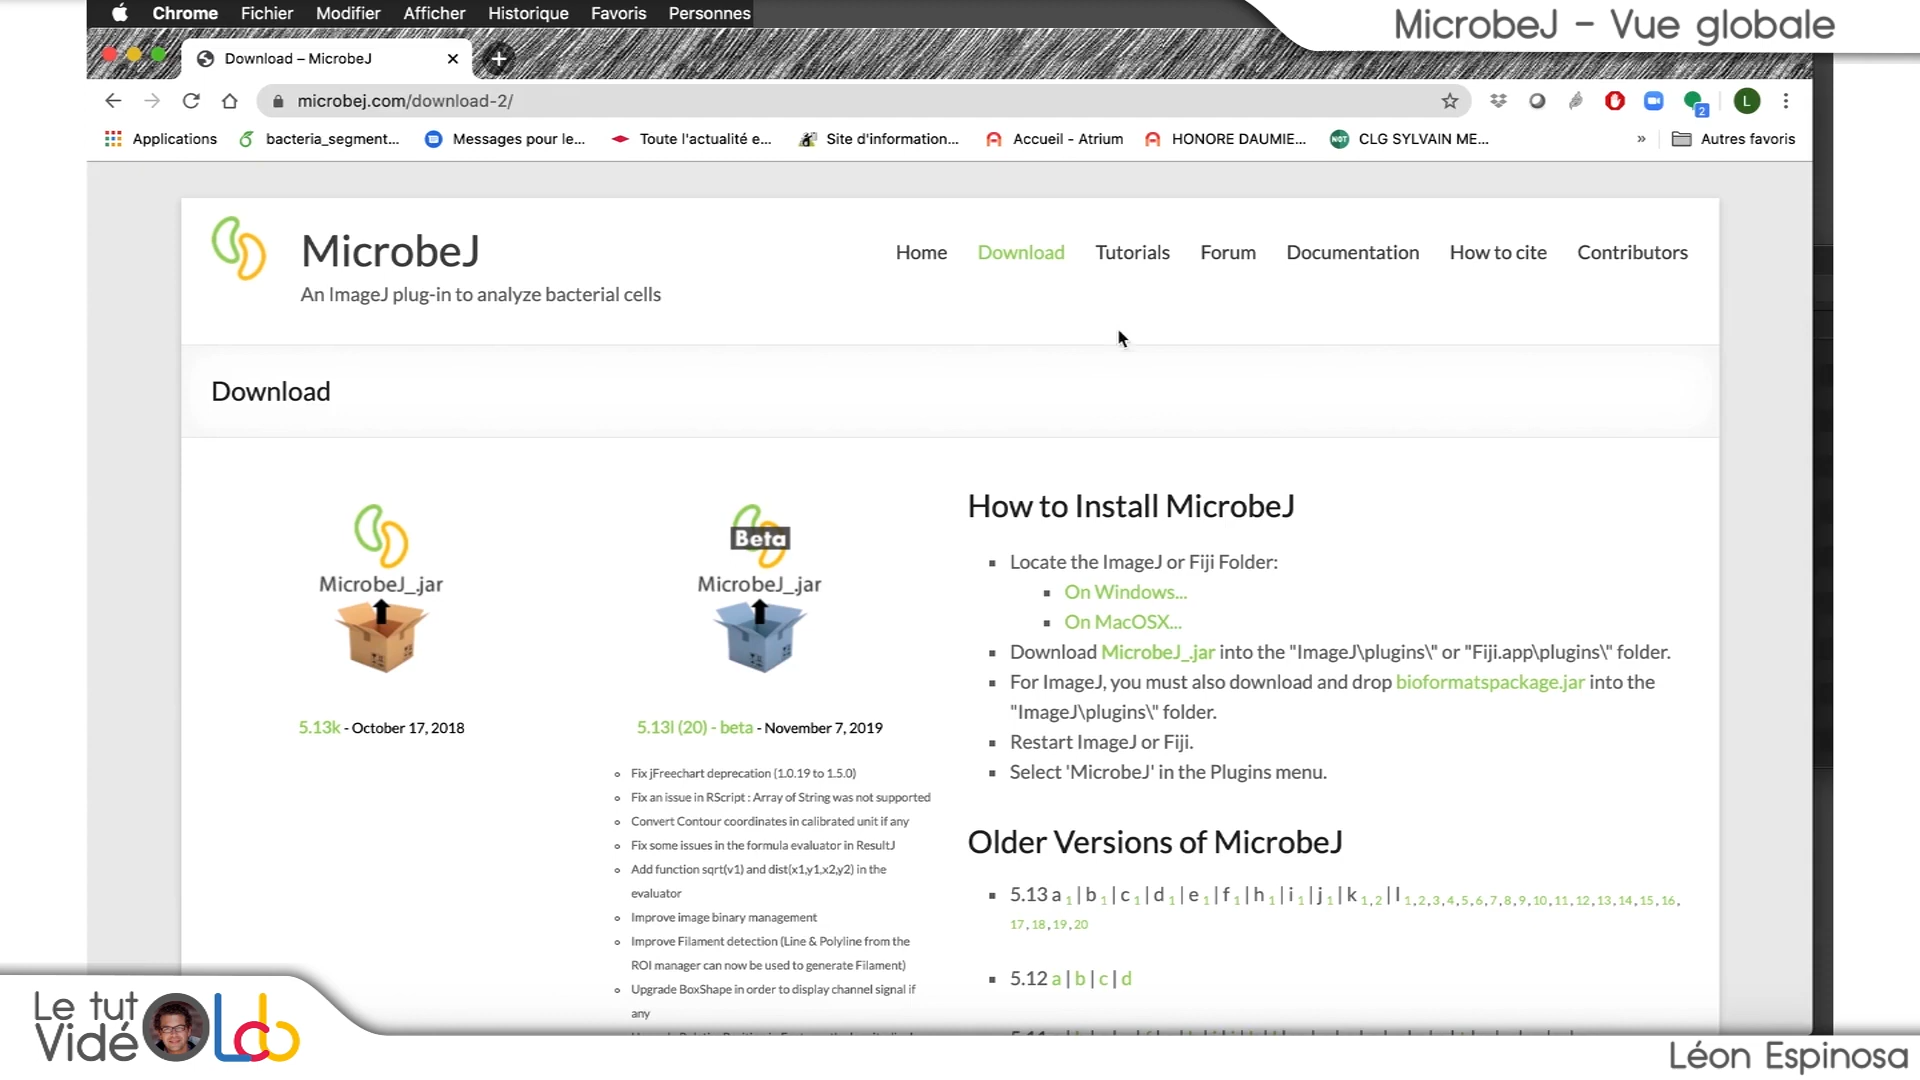 Chrome Fichier Modifier Afficher Historique Favoris Personnes
MicrobeJ – Vue globale
Download – MicrobeJ
microbej.com/download-2/
L
2
Applications bacteria_segment... Messages pour le... Toute l'actualité e... Site d'information... Accueil - Atrium HONORE DAUMIE... CLG SYLVAIN ME... » Autres favoris
MicrobeJ
An ImageJ plug-in to analyze bacterial cells
Home Download Tutorials Forum Documentation How to cite Contributors
Download
MicrobeJ_.jar
5.13k - October 17, 2018
Beta
MicrobeJ_.jar
5.13l (20) - beta - November 7, 2019
Fix jFreechart deprecation (1.0.19 to 1.5.0)
Fix an issue in RScript : Array of String was not supported
Convert Contour coordinates in calibrated unit if any
Fix some issues in the formula evaluator in ResultJ
Add function sqrt(v1) and dist(x1,y1,x2,y2) in the
evaluator
Improve image binary management
Improve Filament detection (Line & Polyline from the
ROI manager can now be used to generate Filament)
Upgrade BoxShape in order to display channel signal if
any
How to Install MicrobeJ
Locate the ImageJ or Fiji Folder:
On Windows...
On MacOSX...
Download MicrobeJ_.jar into the "ImageJ\plugins\" or "Fiji.app\plugins\" folder.
For ImageJ, you must also download and drop bioformatspackage.jar into the
"ImageJ\plugins\" folder.
Restart ImageJ or Fiji.
Select 'MicrobeJ' in the Plugins menu.
Older Versions of MicrobeJ
5.13 a 1 | b 1 | c 1 | d 1 | e 1 | f 1 | h 1 | i 1 | j 1 | k 1 , 2 | l 1 , 2 , 3 , 4 , 5 , 6 , 7 , 8 , 9 , 10 , 11 , 12 , 13 , 14 , 15 , 16 ,
17 , 18 , 19 , 20
5.12 a | b | c | d
Le tut
Vidé
Lcb
Léon Espinosa